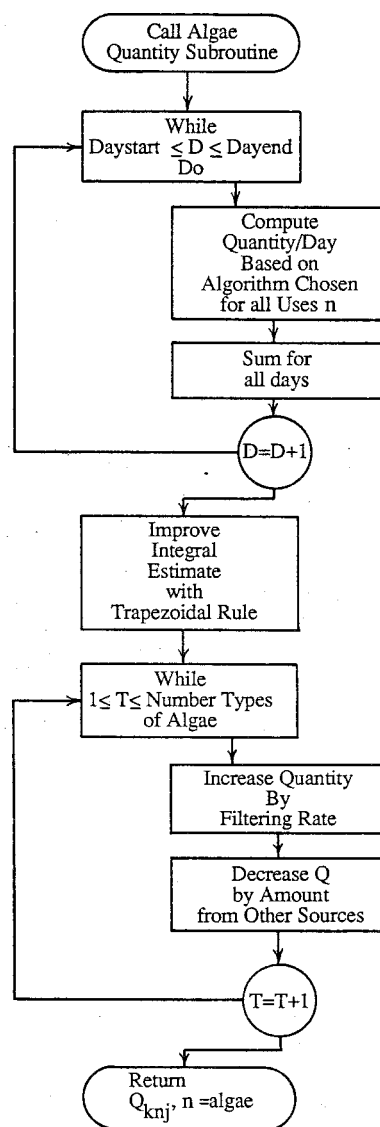 Call Algae
Quantity Subroutine
While
Daystart ≤ D ≤ Dayend
Do
Compute
Quantity/Day
Based on
Algorithm Chosen
for all Uses n
Sum for
all days
D=D+1
Improve
Integral
Estimate
with
Trapezoidal Rule
While
1≤ T≤ Number Types
of Algae
Increase Quantity
By
Filtering Rate
Decrease Q
by Amount
from Other Sources
T=T+1
Return
Qknj, n =algae